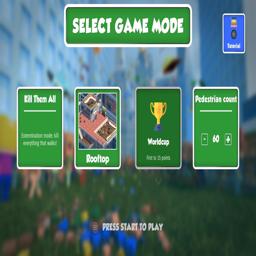 SELECT GAME MODE
Tutorial
Kill Them All
Extermination mode, kill
everything that walks!
Rooftop
Worldcup
First to 15 points
Pedestrian count
- 60 +
PRESS START TO PLAY